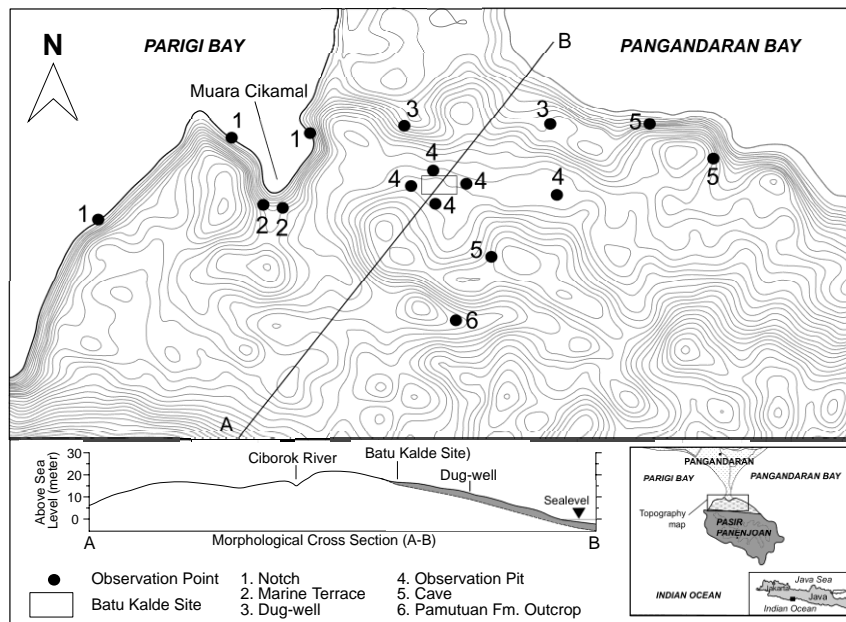 N
PARIGI BAY
PANGANDARAN BAY
B
Muara Cikamal
1
1
3
3
5
4
5
4
4
4
1
2
2
4
5
6
A
Above Sea
Level (meter)
30
20
10
0
Ciborok River
Batu Kalde Site)
Dug-well
Sealevel
A
Morphological Cross Section (A-B)
B
Observation Point
Batu Kalde Site
1. Notch
2. Marine Terrace
3. Dug-well
4. Observation Pit
5. Cave
6. Pamutuan Fm. Outcrop
PANGANDARAN
PARIGI BAY
PANGANDARAN BAY
Topography
map
PASIR
PANENJOAN
INDIAN OCEAN
Java Sea
Jakarta
Java
Indian Ocean